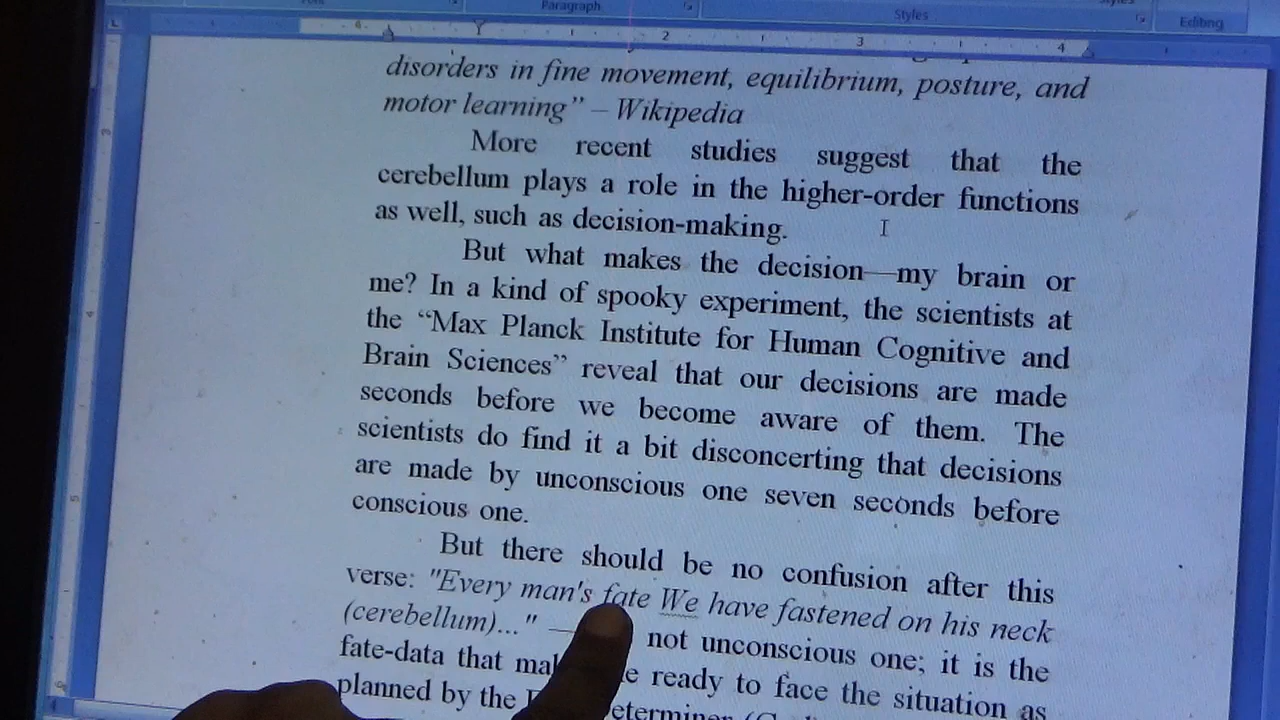 Paragraph
Styles
Editing
2
3
4
disorders in fine movement, equilibrium, posture, and
motor learning” – Wikipedia
More recent studies suggest that the
cerebellum plays a role in the higher-order functions
as well, such as decision-making.
But what makes the decision—my brain or
me? In a kind of spooky experiment, the scientists at
the “Max Planck Institute for Human Cognitive and
Brain Sciences” reveal that our decisions are made
seconds before we become aware of them. The
scientists do find it a bit disconcerting that decisions
are made by unconscious one seven seconds before
conscious one.
But there should be no confusion after this
verse: "Every man's fate We have fastened on his neck
(cerebellum)..." — not unconscious one; it is the
fate-data that ready to face the situation as
planned by the